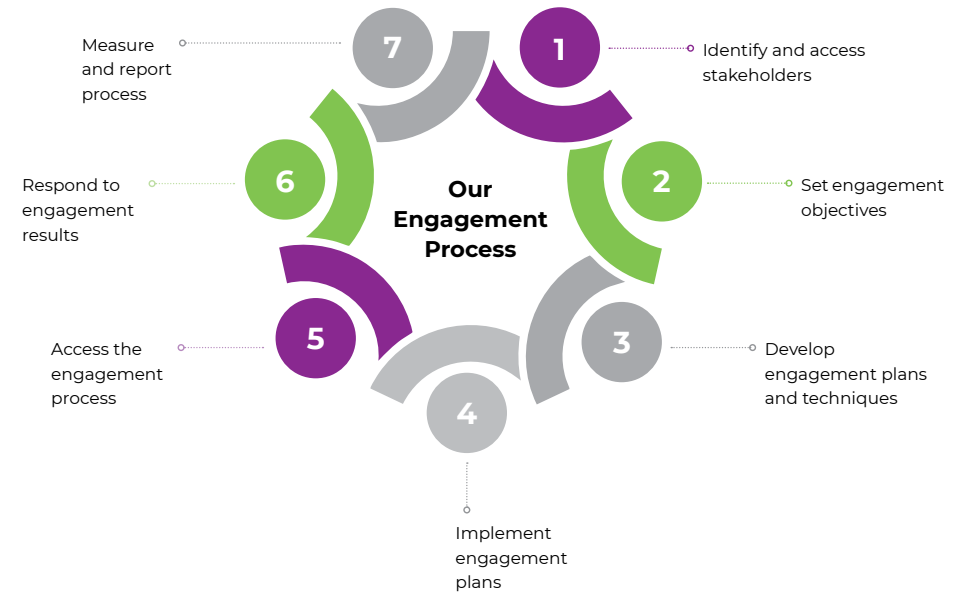 Our
Engagement
Process
1
Identify and access
stakeholders
2
Set engagement
objectives
3
Develop
engagement plans
and techniques
4
Implement
engagement
plans
5
Access the
engagement
process
6
Respond to
engagement
results
7
Measure
and report
process